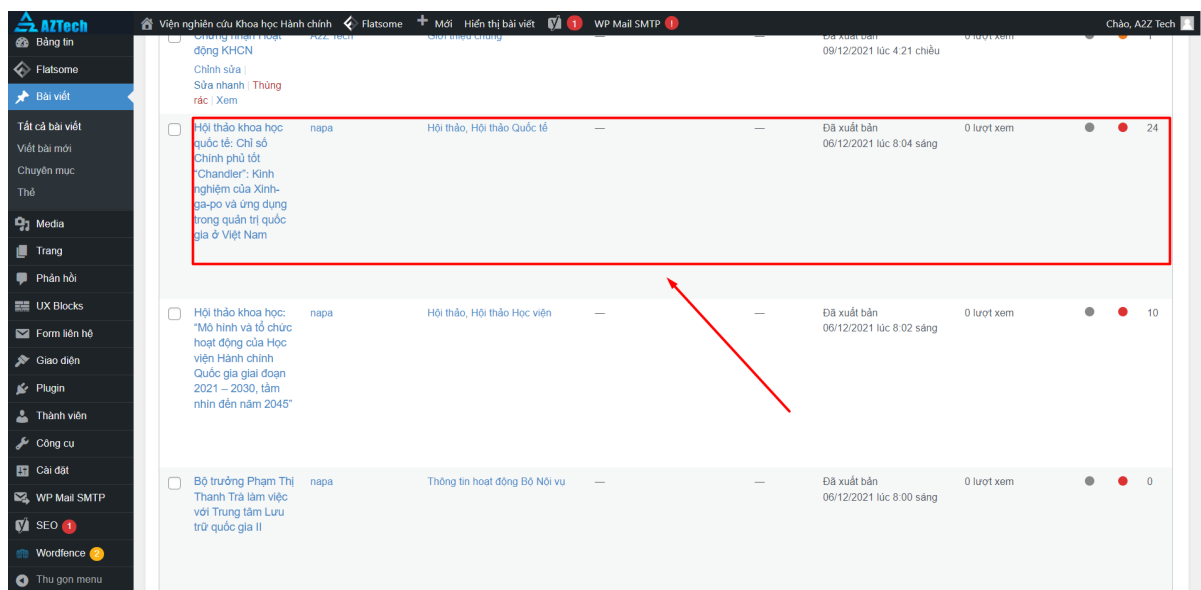 AZTech
Viện nghiên cứu Khoa học Hành chính
Flatsome
Mới
Hiển thị bài viết
1
WP Mail SMTP
!
Chào, A2Z Tech
Bảng tin
Flatsome
Bài viết
Tất cả bài viết
Viết bài mới
Chuyên mục
Thẻ
Media
Trang
Phản hồi
UX Blocks
Form liên hệ
Giao diện
Plugin
Thành viên
Công cụ
Cài đặt
WP Mail SMTP
SEO 1
Wordfence 2
Thu gọn menu
Chứng nhận Hoạt
động KHCN
Chỉnh sửa |
Sửa nhanh | Thùng
rác | Xem
A2Z Tech
Giới thiệu chung
—
—
Đã xuất bản
09/12/2021 lúc 4:21 chiều
0 lượt xem
1
Hội thảo khoa học
quốc tế: Chỉ số
Chính phủ tốt
“Chandler”: Kinh
nghiệm của Xinh-
ga-po và ứng dụng
trong quản trị quốc
gia ở Việt Nam
napa
Hội thảo, Hội thảo Quốc tế
—
—
Đã xuất bản
06/12/2021 lúc 8:04 sáng
0 lượt xem
24
Hội thảo khoa học:
“Mô hình và tổ chức
hoạt động của Học
viện Hành chính
Quốc gia giai đoạn
2021 – 2030, tầm
nhìn đến năm 2045”
napa
Hội thảo, Hội thảo Học viện
—
—
Đã xuất bản
06/12/2021 lúc 8:02 sáng
0 lượt xem
10
Bộ trưởng Phạm Thị
Thanh Trà làm việc
với Trung tâm Lưu
trữ quốc gia II
napa
Thông tin hoạt động Bộ Nội vụ
—
—
Đã xuất bản
06/12/2021 lúc 8:00 sáng
0 lượt xem
0